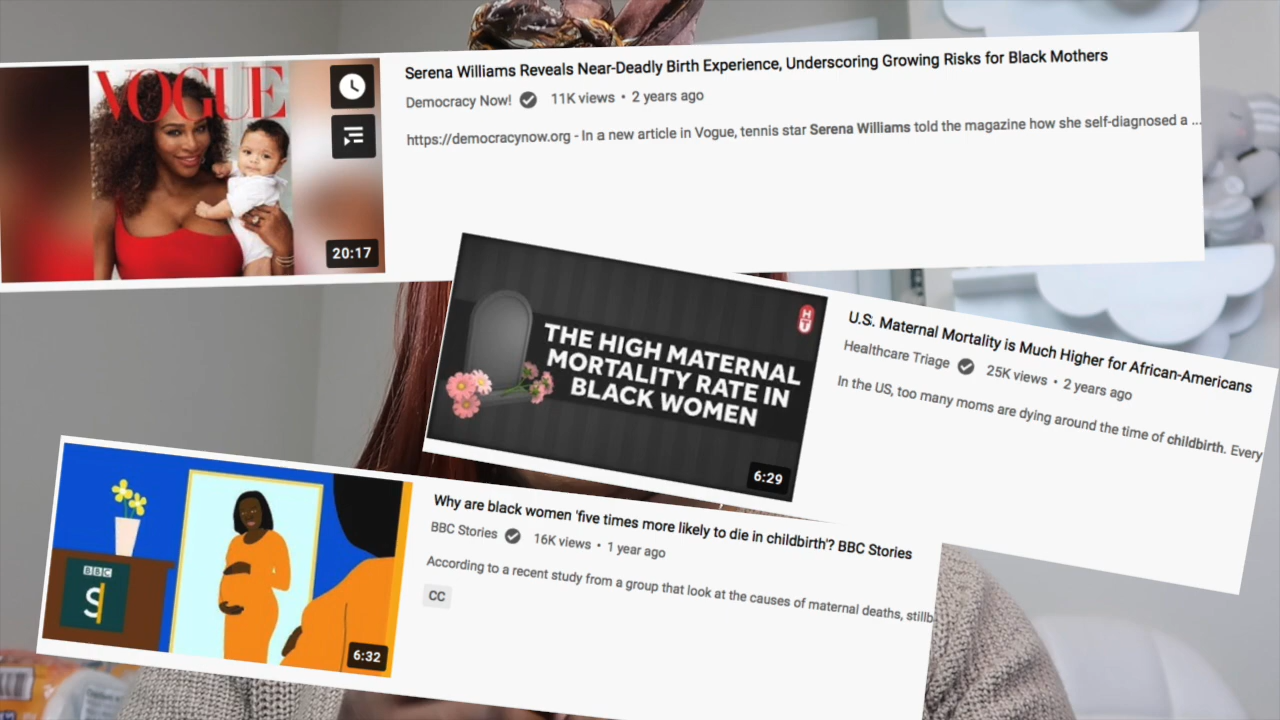 VOGUE
20:17
Serena Williams Reveals Near-Deadly Birth Experience, Underscoring Growing Risks for Black Mothers
Democracy Now! 11K views • 2 years ago
https://democracynow.org - In a new article in Vogue, tennis star Serena Williams told the magazine how she self-diagnosed a ...
HT
THE HIGH MATERNAL
MORTALITY RATE IN
BLACK WOMEN
6:29
U.S. Maternal Mortality is Much Higher for African-Americans
Healthcare Triage 25K views • 2 years ago
In the US, too many moms are dying around the time of childbirth. Every
BBC
S
6:32
Why are black women 'five times more likely to die in childbirth'? BBC Stories
BBC Stories 16K views • 1 year ago
According to a recent study from a group that look at the causes of maternal deaths, stillb
CC